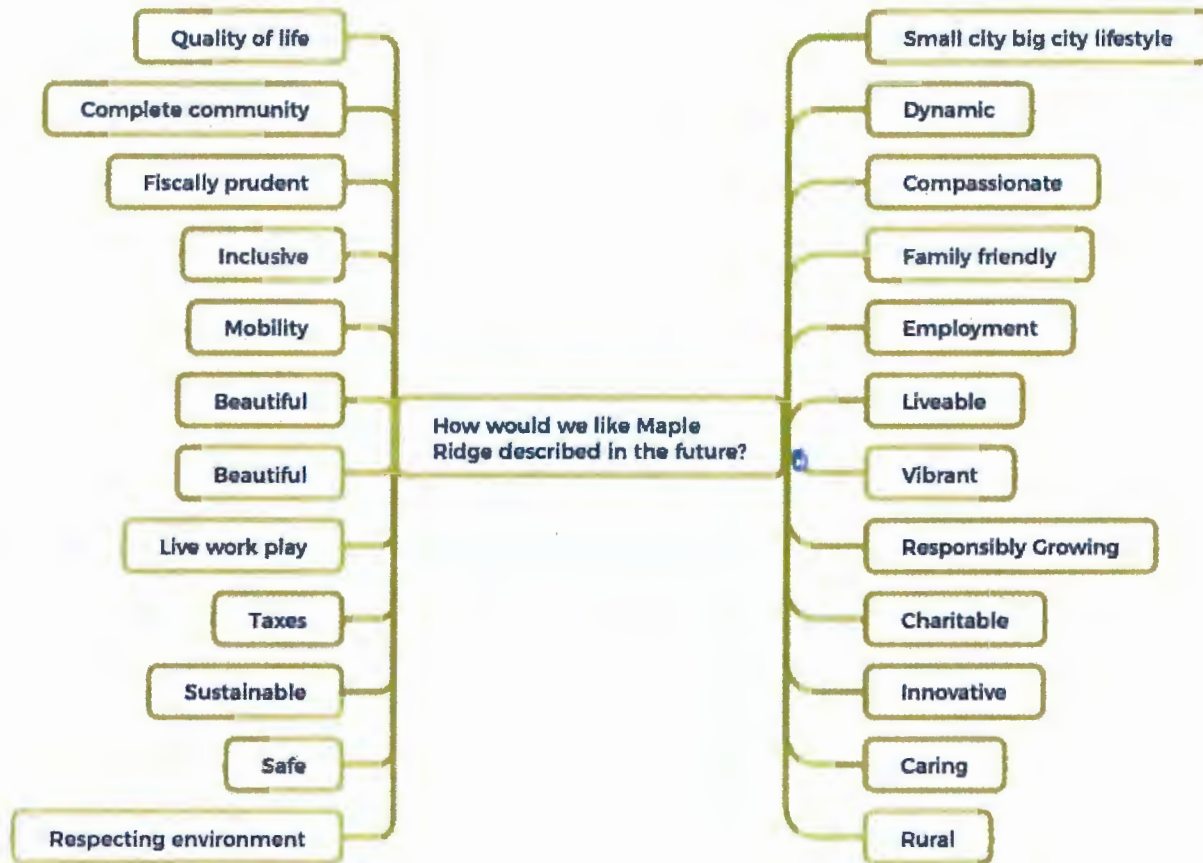 Quality of life
Complete community
Fiscally prudent
Inclusive
Mobility
Beautiful
Beautiful
Live work play
Taxes
Sustainable
Safe
Respecting environment
How would we like Maple
Ridge described in the future?
Small city big city lifestyle
Dynamic
Compassionate
Family friendly
Employment
Liveable
Vibrant
Responsibly Growing
Charitable
Innovative
Caring
Rural